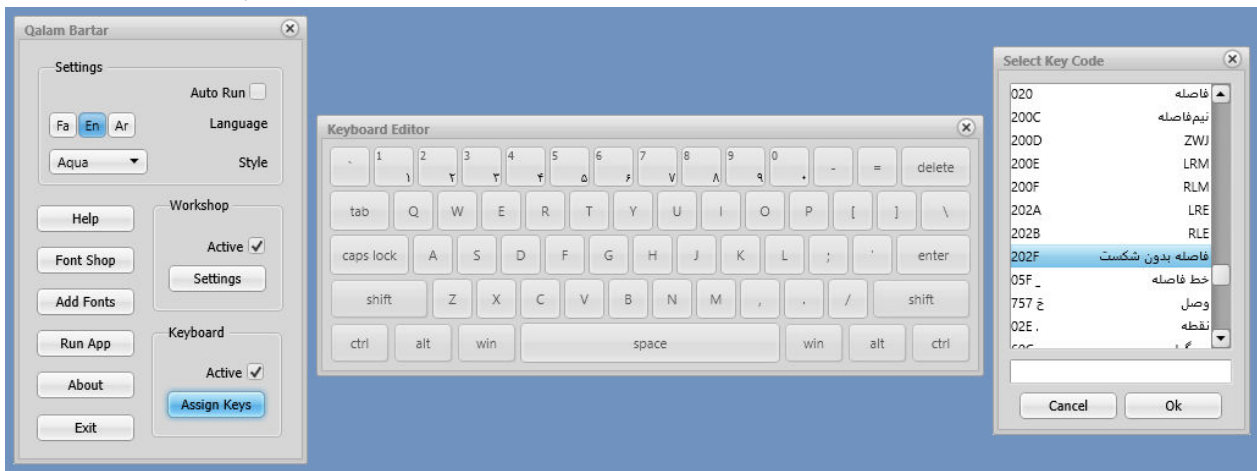 Qalam Bartar
Settings
Auto Run
Fa En Ar Language
Aqua Style
Help
Font Shop
Add Fonts
Run App
About
Exit
Workshop
Active
Settings
Keyboard
Active
Assign Keys
Keyboard Editor
` 1 ۱ 2 ۲ 3 ۳ 4 ۴ 5 ۵ 6 ۶ 7 ۷ 8 ۸ 9 ۹ 0 ۰ - = delete
tab Q W E R T Y U I O P [ ] \
caps lock A S D F G H J K L ; ' enter
shift Z X C V B N M , . / shift
ctrl alt win space win alt ctrl
Select Key Code
020 فاصله
200C نیم‌فاصله
200D ZWJ
200E LRM
200F RLM
202A LRE
202B RLE
202F فاصله بدون شکست
05F _ خط فاصله
757 خ وصل
02E . نقطه
Cancel Ok